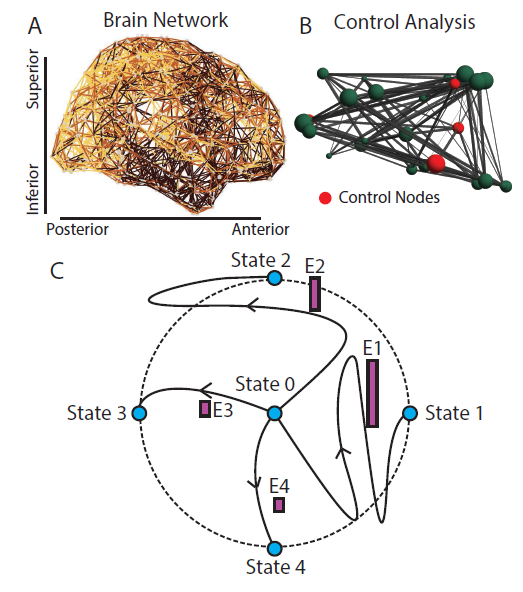 A
Brain Network
Superior
Inferior
Posterior
Anterior
B
Control Analysis
Control Nodes
C
State 2
E2
E1
State 0
State 3
E3
State 1
E4
State 4